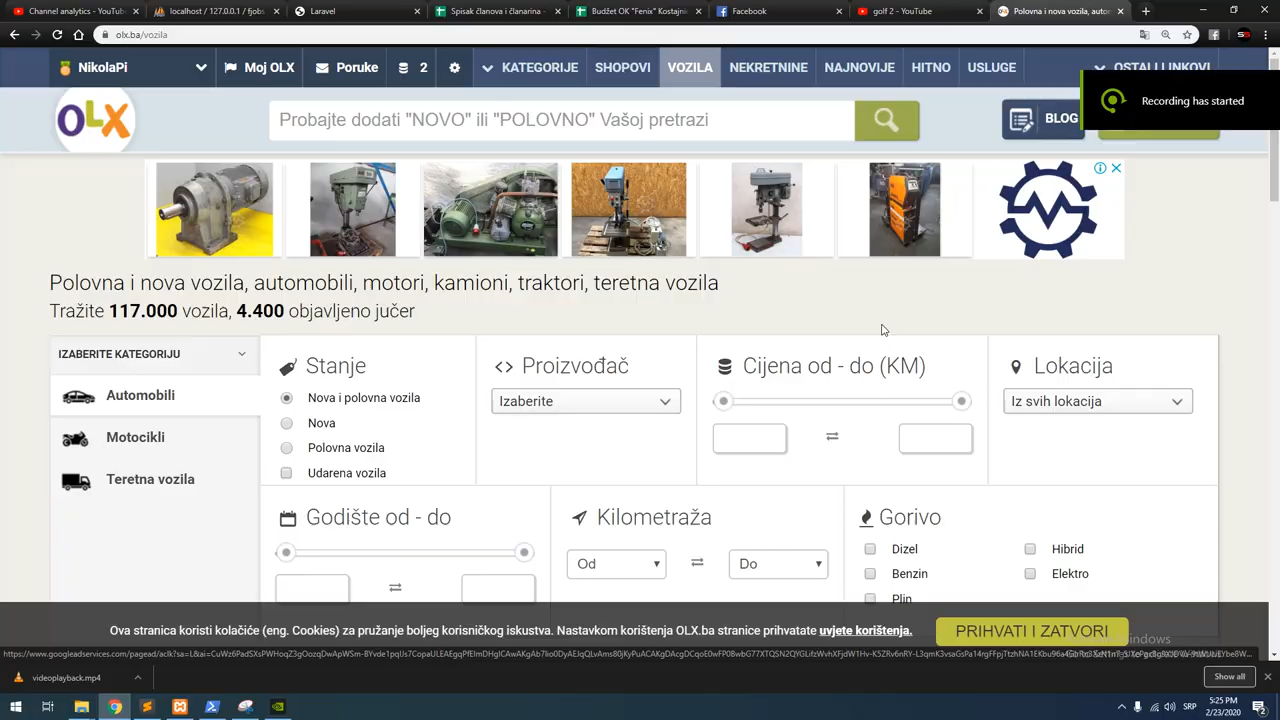 Channel analytics - YouTube
localhost / 127.0.0.1 / fjobs
Laravel
Spisak članova i članarina -
Budžet OK "Fenix" Kostajnik
Facebook
golf 2 - YouTube
Polovna i nova vozila, auto
olx.ba/vozila
NikolaPi
Moj OLX
Poruke
2
KATEGORIJE
SHOPOVI
VOZILA
NEKRETNINE
NAJNOVIJE
HITNO
USLUGE
OSTALI LINKOVI
Recording has started
OLX
Probajte dodati "NOVO" ili "POLOVNO" Vašoj pretrazi
BLOG
Polovna i nova vozila, automobili, motori, kamioni, traktori, teretna vozila
Tražite 117.000 vozila, 4.400 objavljeno jučer
IZABERITE KATEGORIJU
Automobili
Motocikli
Teretna vozila
Stanje
Nova i polovna vozila
Nova
Polovna vozila
Udarena vozila
Proizvođač
Izaberite
Cijena od - do (KM)
Lokacija
Iz svih lokacija
Godište od - do
Kilometraža
Od
Do
Gorivo
Dizel
Hibrid
Benzin
Elektro
Plin
Ova stranica koristi kolačiće (eng. Cookies) za pružanje boljeg korisničkog iskustva. Nastavkom korištenja OLX.ba stranice prihvatate uvjete korištenja.
PRIHVATI I ZATVORI
videoplayback.mp4
Show all
SRP
5:25 PM
2/23/2020